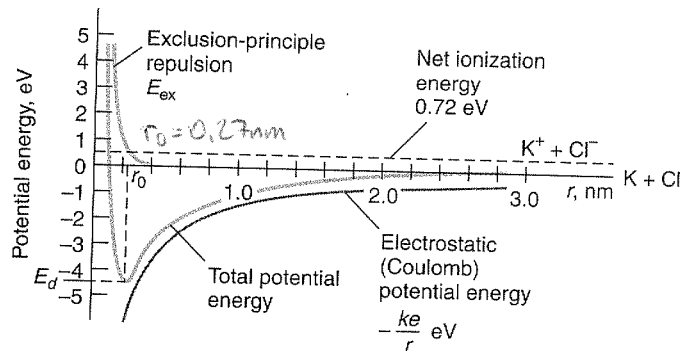 5
4
3
2
1
0
−1
−2
−3
−4
−5
Potential energy, eV
Exclusion-principle
repulsion
E_ex
r₀ = 0,27nm
Net ionization
energy
0.72 eV
K⁺ + Cl⁻
r₀
1.0
2.0
3.0
r, nm
K + Cl
E_d
Total potential
energy
Electrostatic
(Coulomb)
potential energy
−ke/r eV